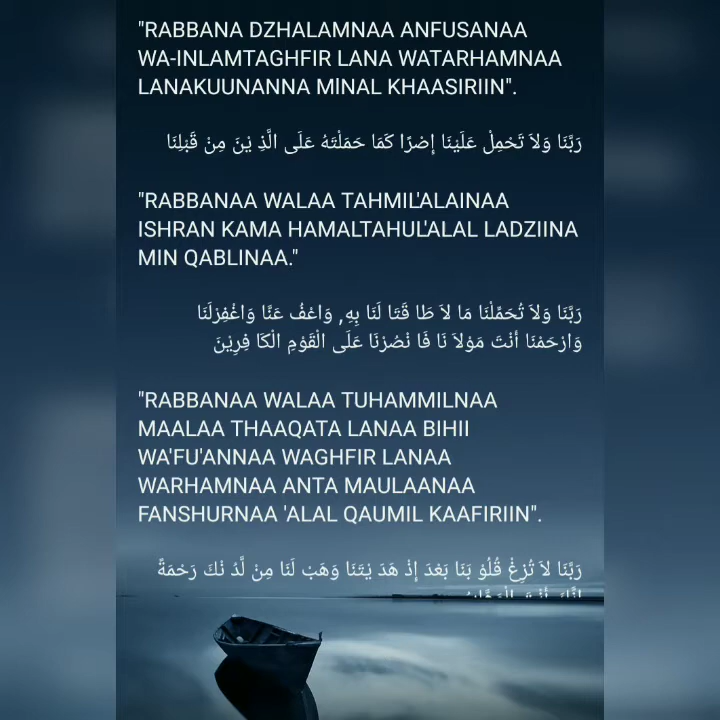 "RABBANA DZHALAMNAA ANFUSANAA
WA-INLAMTAGHFIR LANA WATARHAMNAA
LANAKUUNANNA MINAL KHAASIRIIN".
رَبَّنَا وَلاَ تَحْمِلْ عَلَيْنَا إِصْرًا كَمَا حَمَلْتَهُ عَلَى الَّذِ يْنَ مِنْ قَبْلِنَا
"RABBANAA WALAA TAHMIL'ALAINAA
ISHRAN KAMA HAMALTAHUL'ALAL LADZIINA
MIN QABLINAA."
رَبَّنَا وَلاَ تُحَمِّلْنَا مَا لاَ طَا قَتَا لَنَا بِهِ, وَاعْفُ عَنَّا وَاغْفِرْلَنَا
وَارْحَمْنَا أَنْتَ مَوْلاَ نَا فَا نْصُرْنَا عَلَى الْقَوْمِ الْكَا فِرِيْنَ
"RABBANAA WALAA TUHAMMILNAA
MAALAA THAAQATA LANAA BIHII
WA'FU'ANNAA WAGHFIR LANAA
WARHAMNAA ANTA MAULAANAA
FANSHURNAA 'ALAL QAUMIL KAAFIRIIN".
رَبَّنَا لاَ تُزِغْ قُلُوْ بَنَا بَعْدَ إِذْ هَدَ يْتَنَا وَهَبْ لَنَا مِنْ لَّدُ نْكَ رَحْمَةً